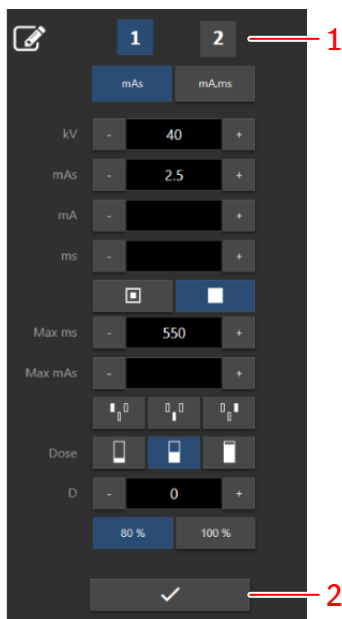 1 2 1
mAs mA,ms
kV - 40 +
mAs - 2.5 +
mA - +
ms - +
Max ms - 550 +
Max mAs - +
Dose
D - 0 +
80 % 100 %
2